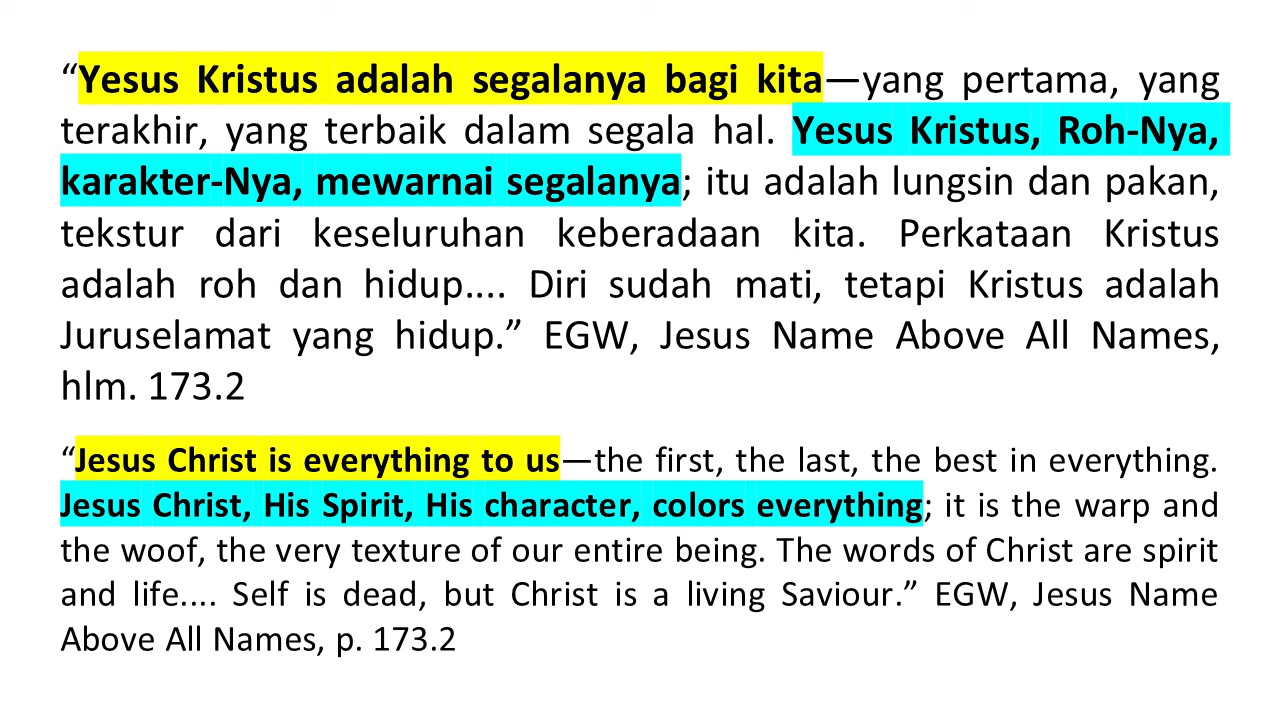 “Yesus Kristus adalah segalanya bagi kita—yang pertama, yang
terakhir, yang terbaik dalam segala hal. Yesus Kristus, Roh-Nya,
karakter-Nya, mewarnai segalanya; itu adalah lungsin dan pakan,
tekstur dari keseluruhan keberadaan kita. Perkataan Kristus
adalah roh dan hidup.... Diri sudah mati, tetapi Kristus adalah
Juruselamat yang hidup.” EGW, Jesus Name Above All Names,
hlm. 173.2
“Jesus Christ is everything to us—the first, the last, the best in everything.
Jesus Christ, His Spirit, His character, colors everything; it is the warp and
the woof, the very texture of our entire being. The words of Christ are spirit
and life.... Self is dead, but Christ is a living Saviour.” EGW, Jesus Name
Above All Names, p. 173.2